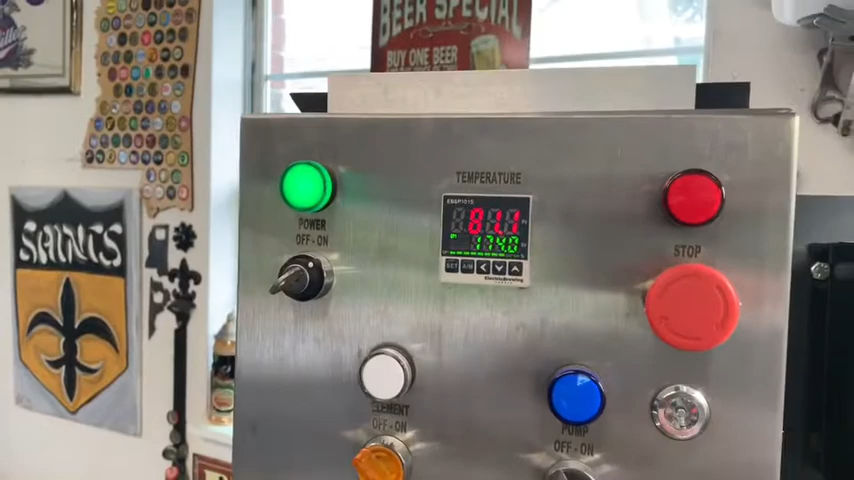 BEER SPECIAL
BUY ONE BEER
SAINTS
TEMPERATURE
ESSP101S
81.1
174.0
SET
A/M
POWER
OFF - ON
STOP
ELEMENT
OFF - ON
PUMP
OFF - ON